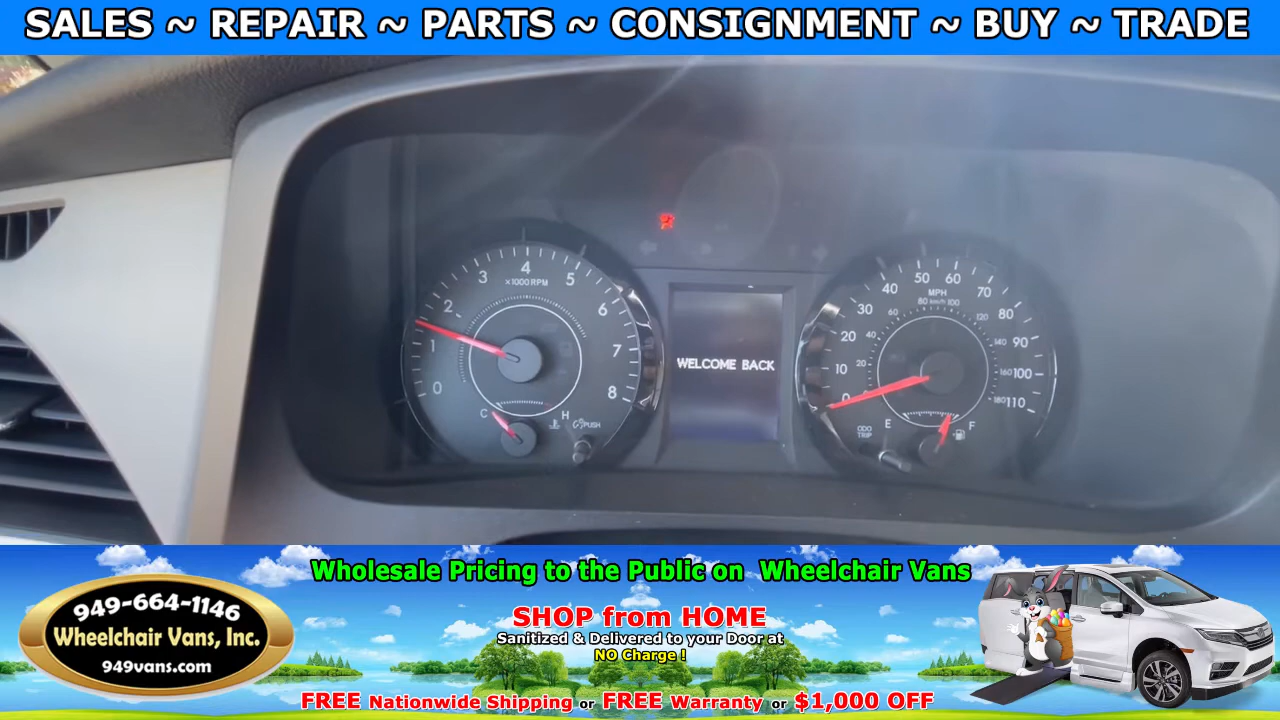 SALES ~ REPAIR ~ PARTS ~ CONSIGNMENT ~ BUY ~ TRADE
0 1 2 3 4 5 6 7 8
×1000 RPM
C H
PUSH
WELCOME BACK
0 10 20 30 40 50 60 70 80 90 100 110
MPH
20 40 60 80 km/h 100 120 140 160 180
ODO
TRIP
E F
Wholesale Pricing to the Public on Wheelchair Vans
949-664-1146
Wheelchair Vans, Inc.
949vans.com
SHOP from HOME
Sanitized & Delivered to your Door at
NO Charge !
FREE Nationwide Shipping or FREE Warranty or $1,000 OFF